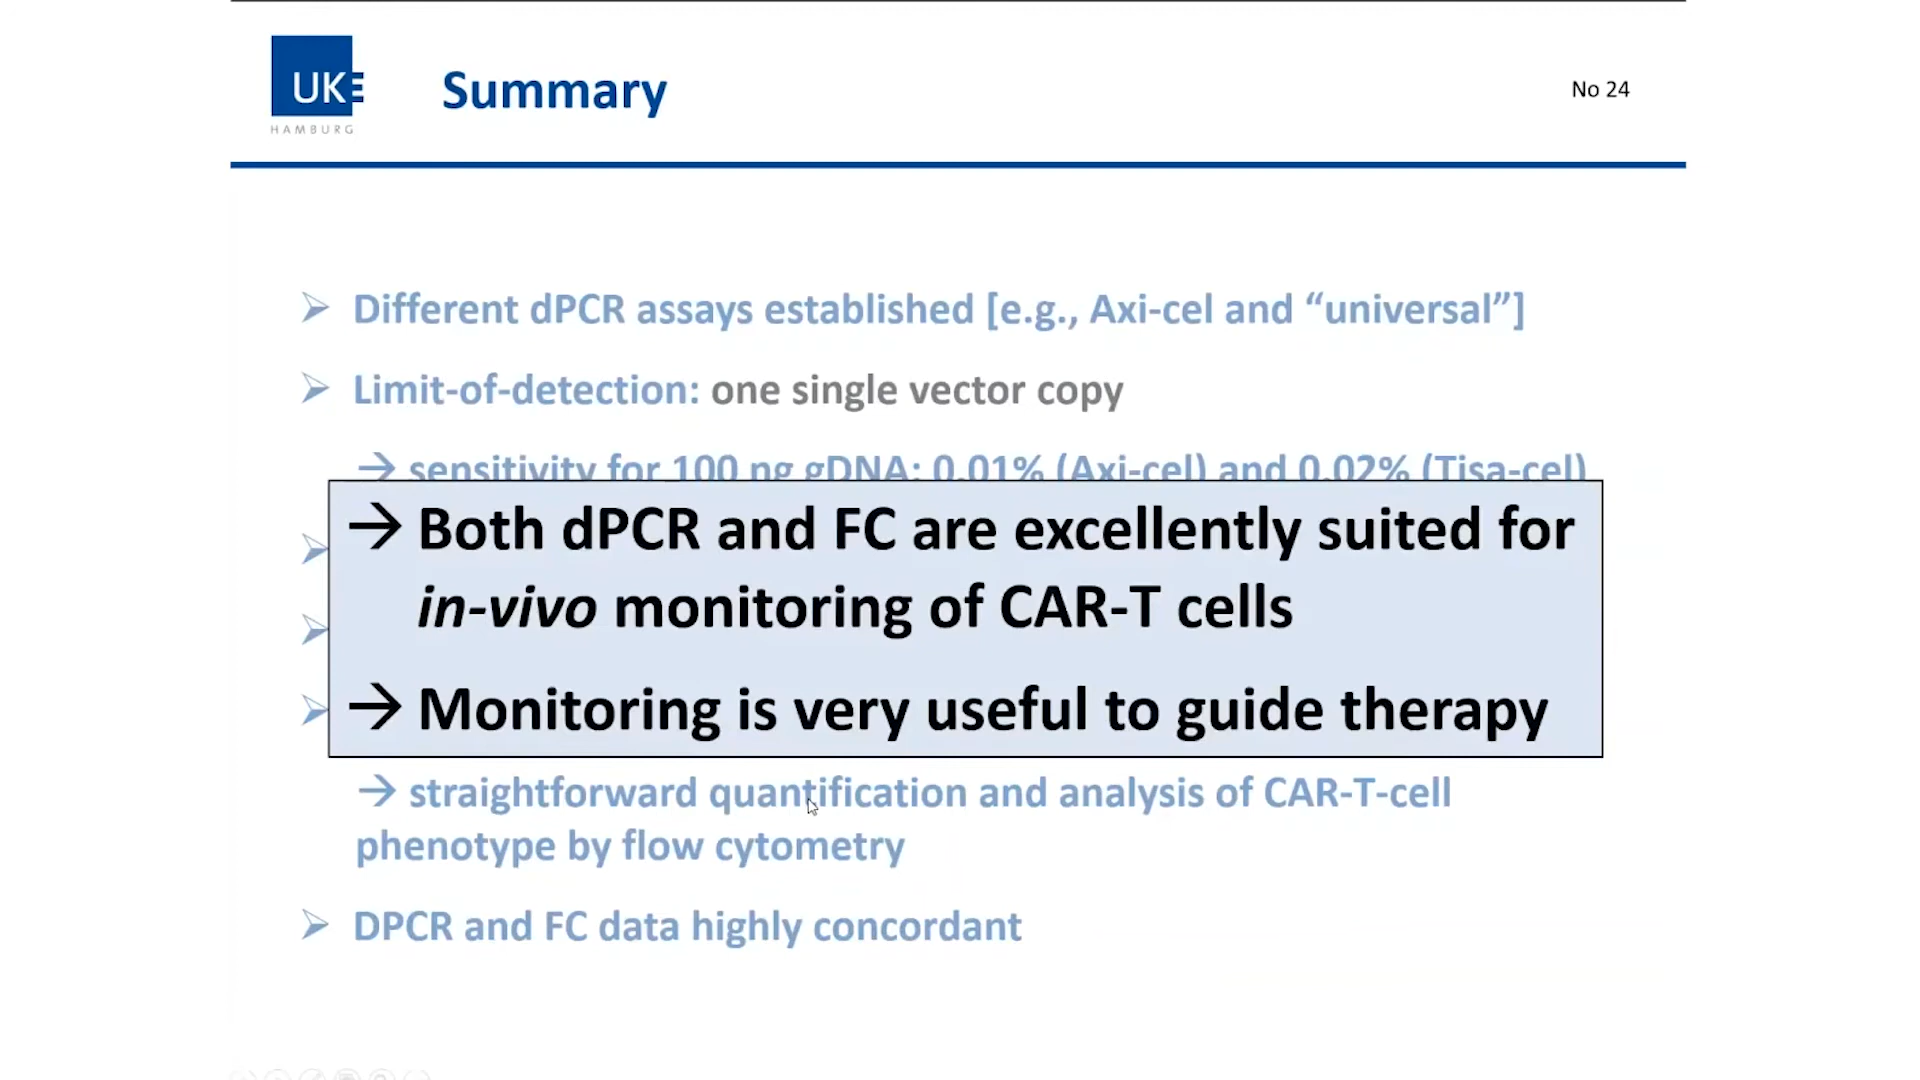 UKE
HAMBURG
Summary
No 24
➢ Different dPCR assays established [e.g., Axi-cel and “universal”]
➢ Limit-of-detection: one single vector copy
→ sensitivity for 100 ng gDNA: 0.01% (Axi-cel) and 0.02% (Tisa-cel)
→ Both dPCR and FC are excellently suited for
in-vivo monitoring of CAR-T cells
→ Monitoring is very useful to guide therapy
→ straightforward quantification and analysis of CAR-T-cell
phenotype by flow cytometry
➢ DPCR and FC data highly concordant